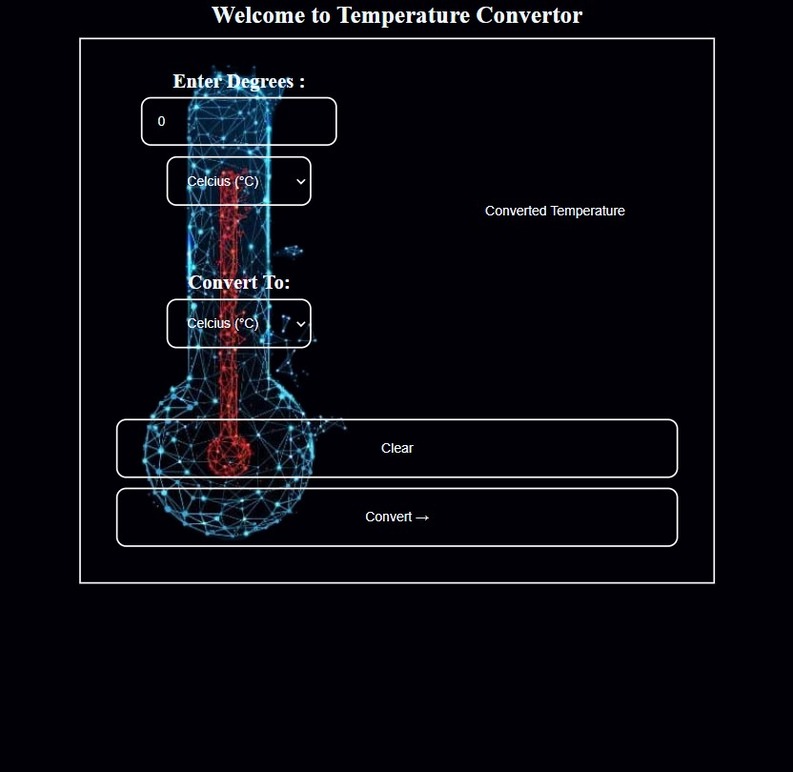 Welcome to Temperature Convertor
Enter Degrees :
0
Celcius (°C)
Converted Temperature
Convert To:
Celcius (°C)
Clear
Convert →